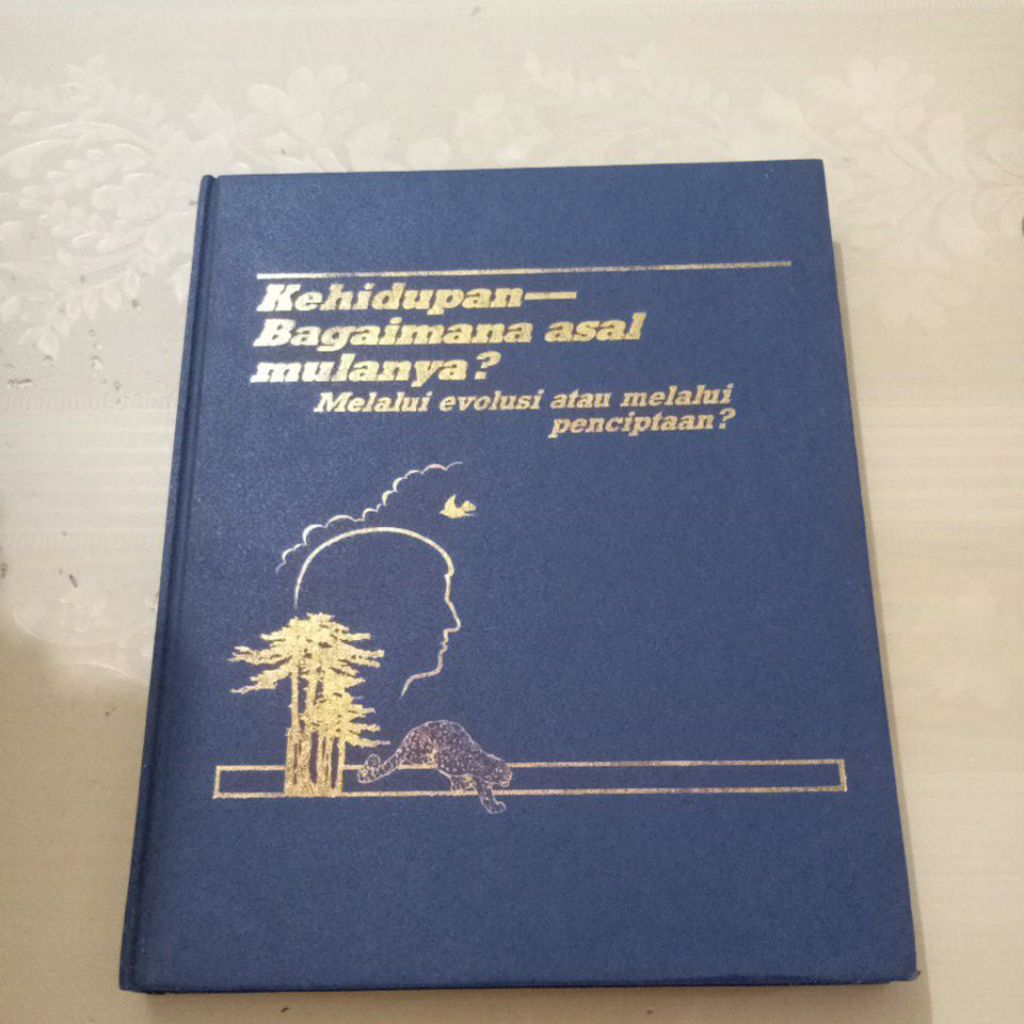 Kehidupan—
Bagaimana asal
mulanya?
Melalui evolusi atau melalui
penciptaan?